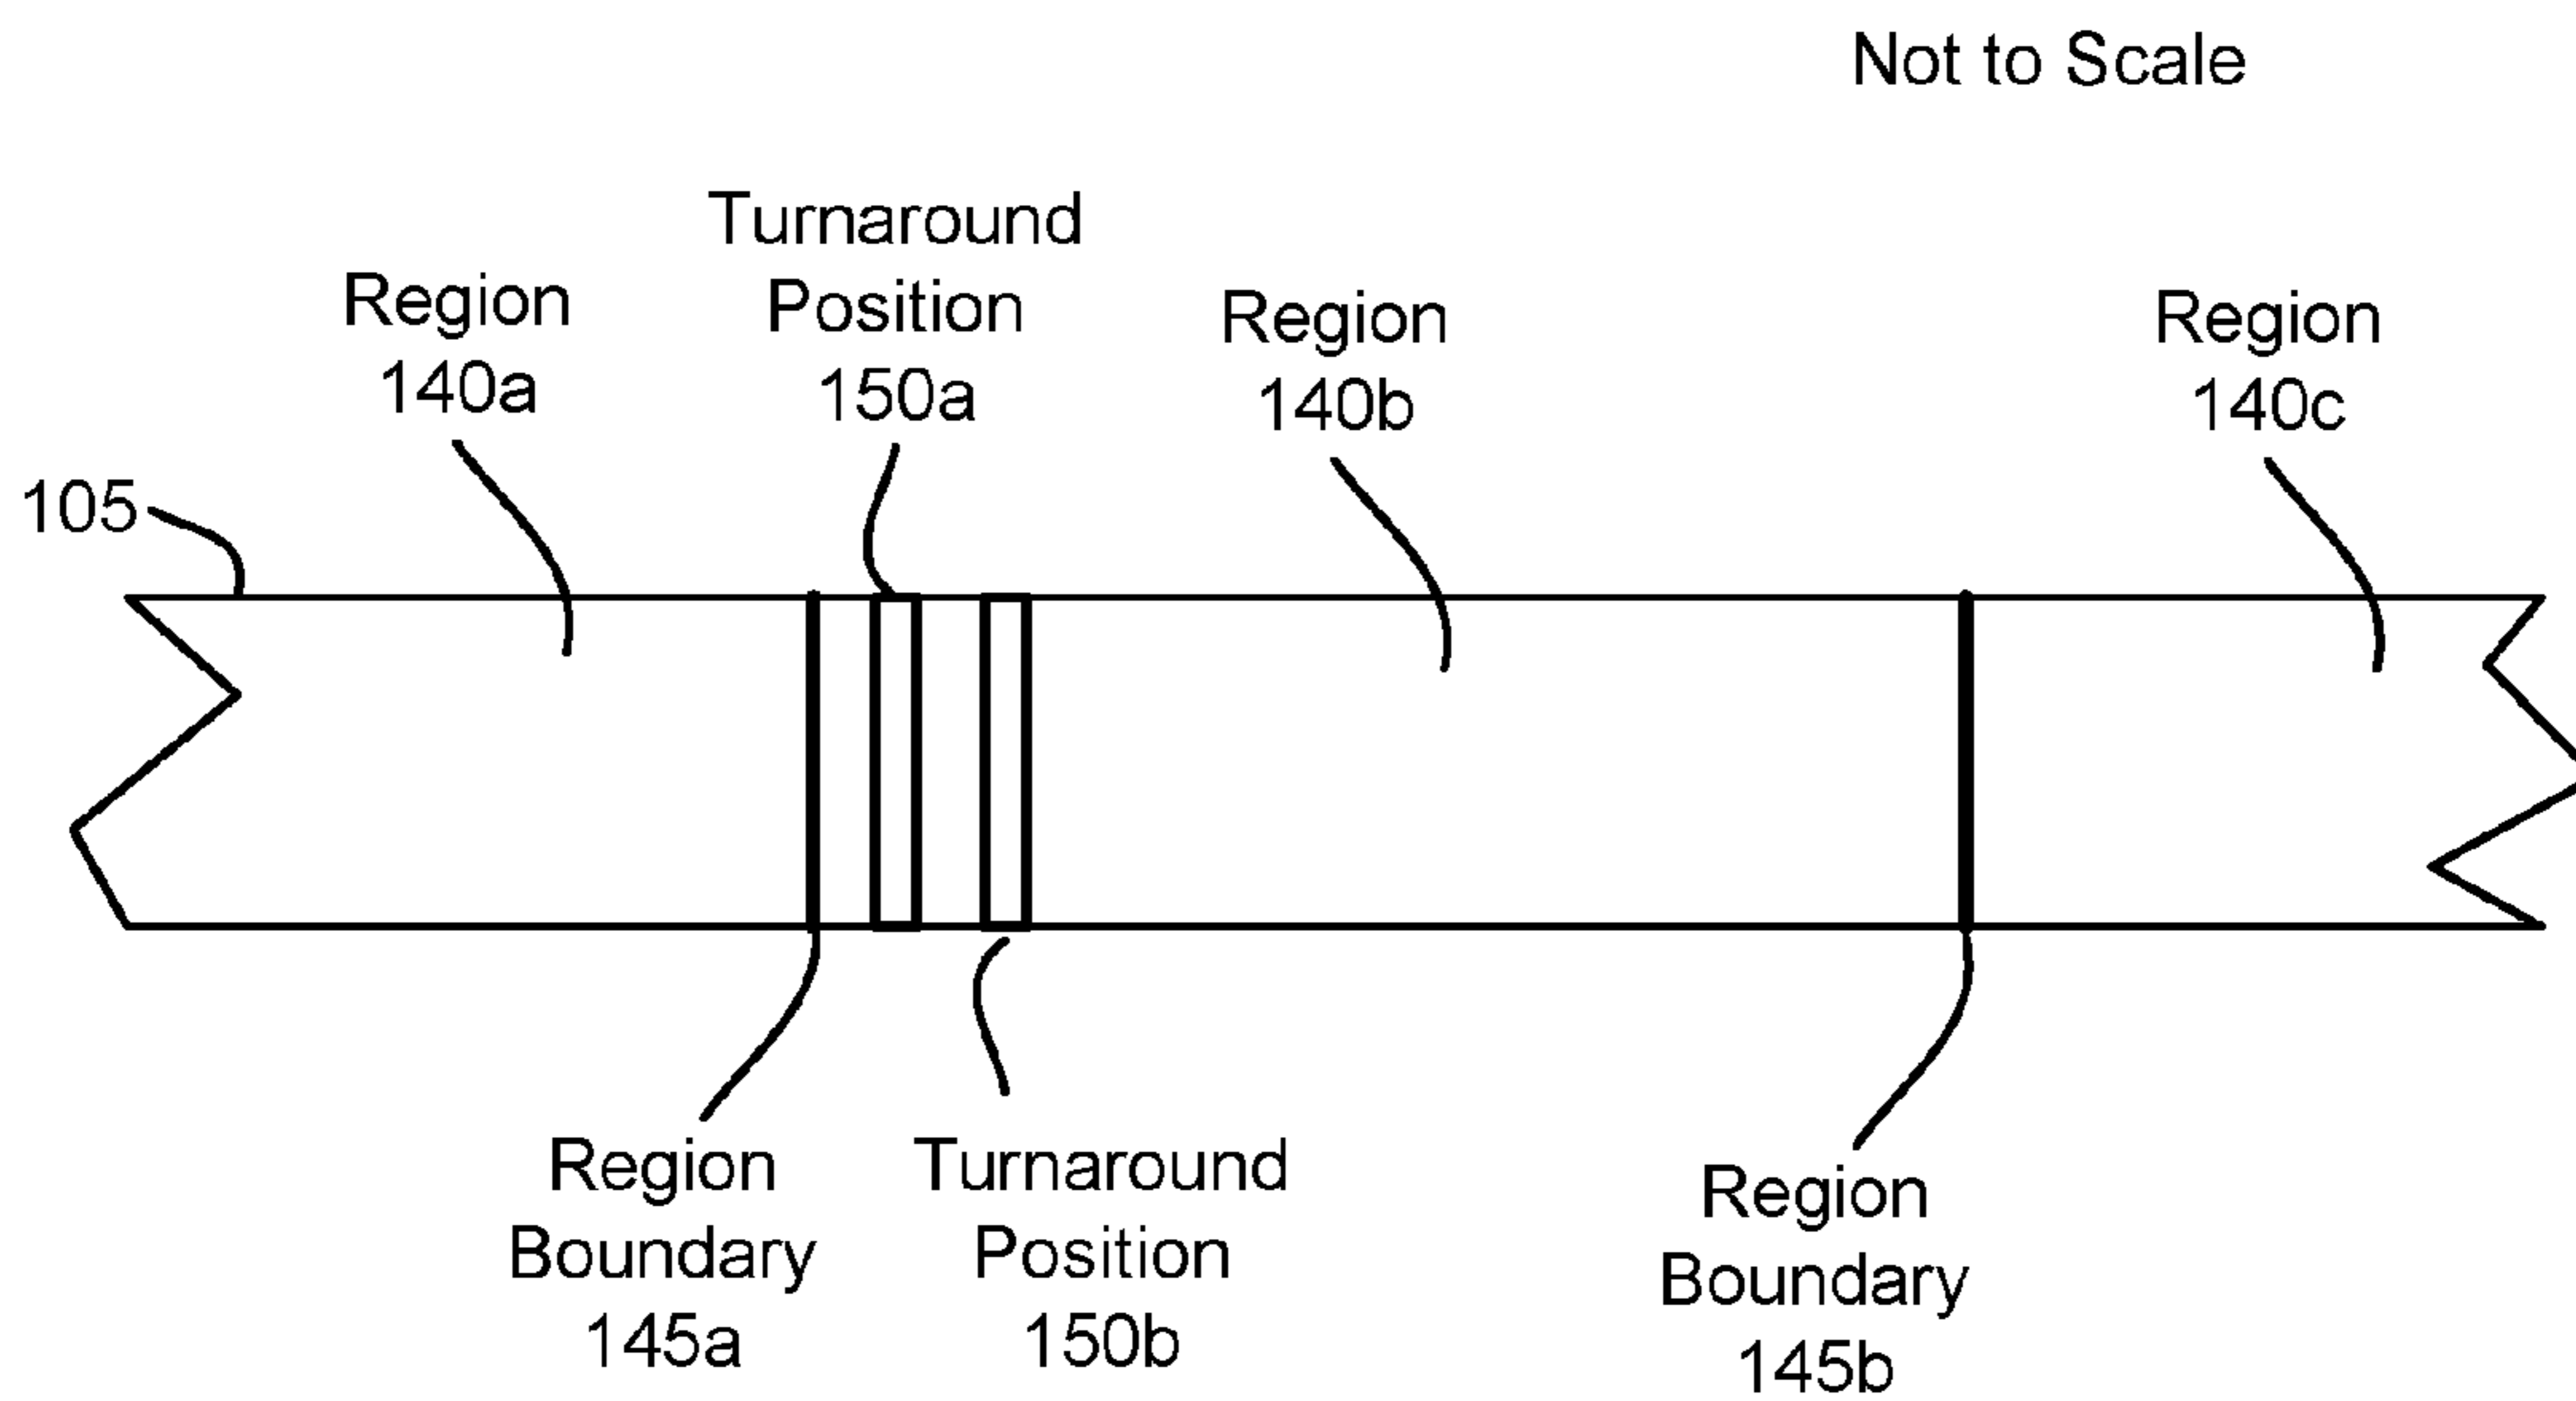 Not to Scale
Turnaround
Position
150a
Region
140a
Region
140b
Region
140c
105
Region
Boundary
145a
Turnaround
Position
150b
Region
Boundary
145b